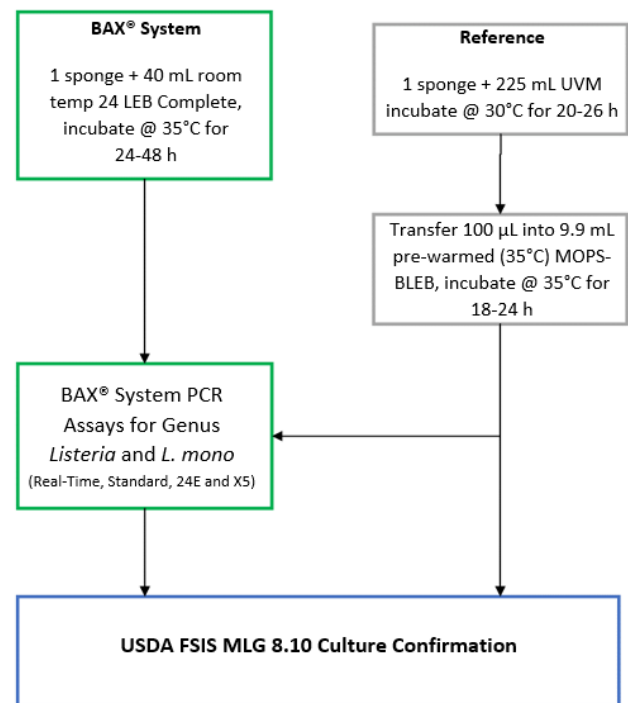 BAX® System
1 sponge + 40 mL room
temp 24 LEB Complete,
incubate @ 35°C for
24-48 h
Reference
1 sponge + 225 mL UVM
incubate @ 30°C for 20-26 h
Transfer 100 µL into 9.9 mL
pre-warmed (35°C) MOPS-
BLEB, incubate @ 35°C for
18-24 h
BAX® System PCR
Assays for Genus
Listeria and L. mono
(Real-Time, Standard, 24E and X5)
USDA FSIS MLG 8.10 Culture Confirmation